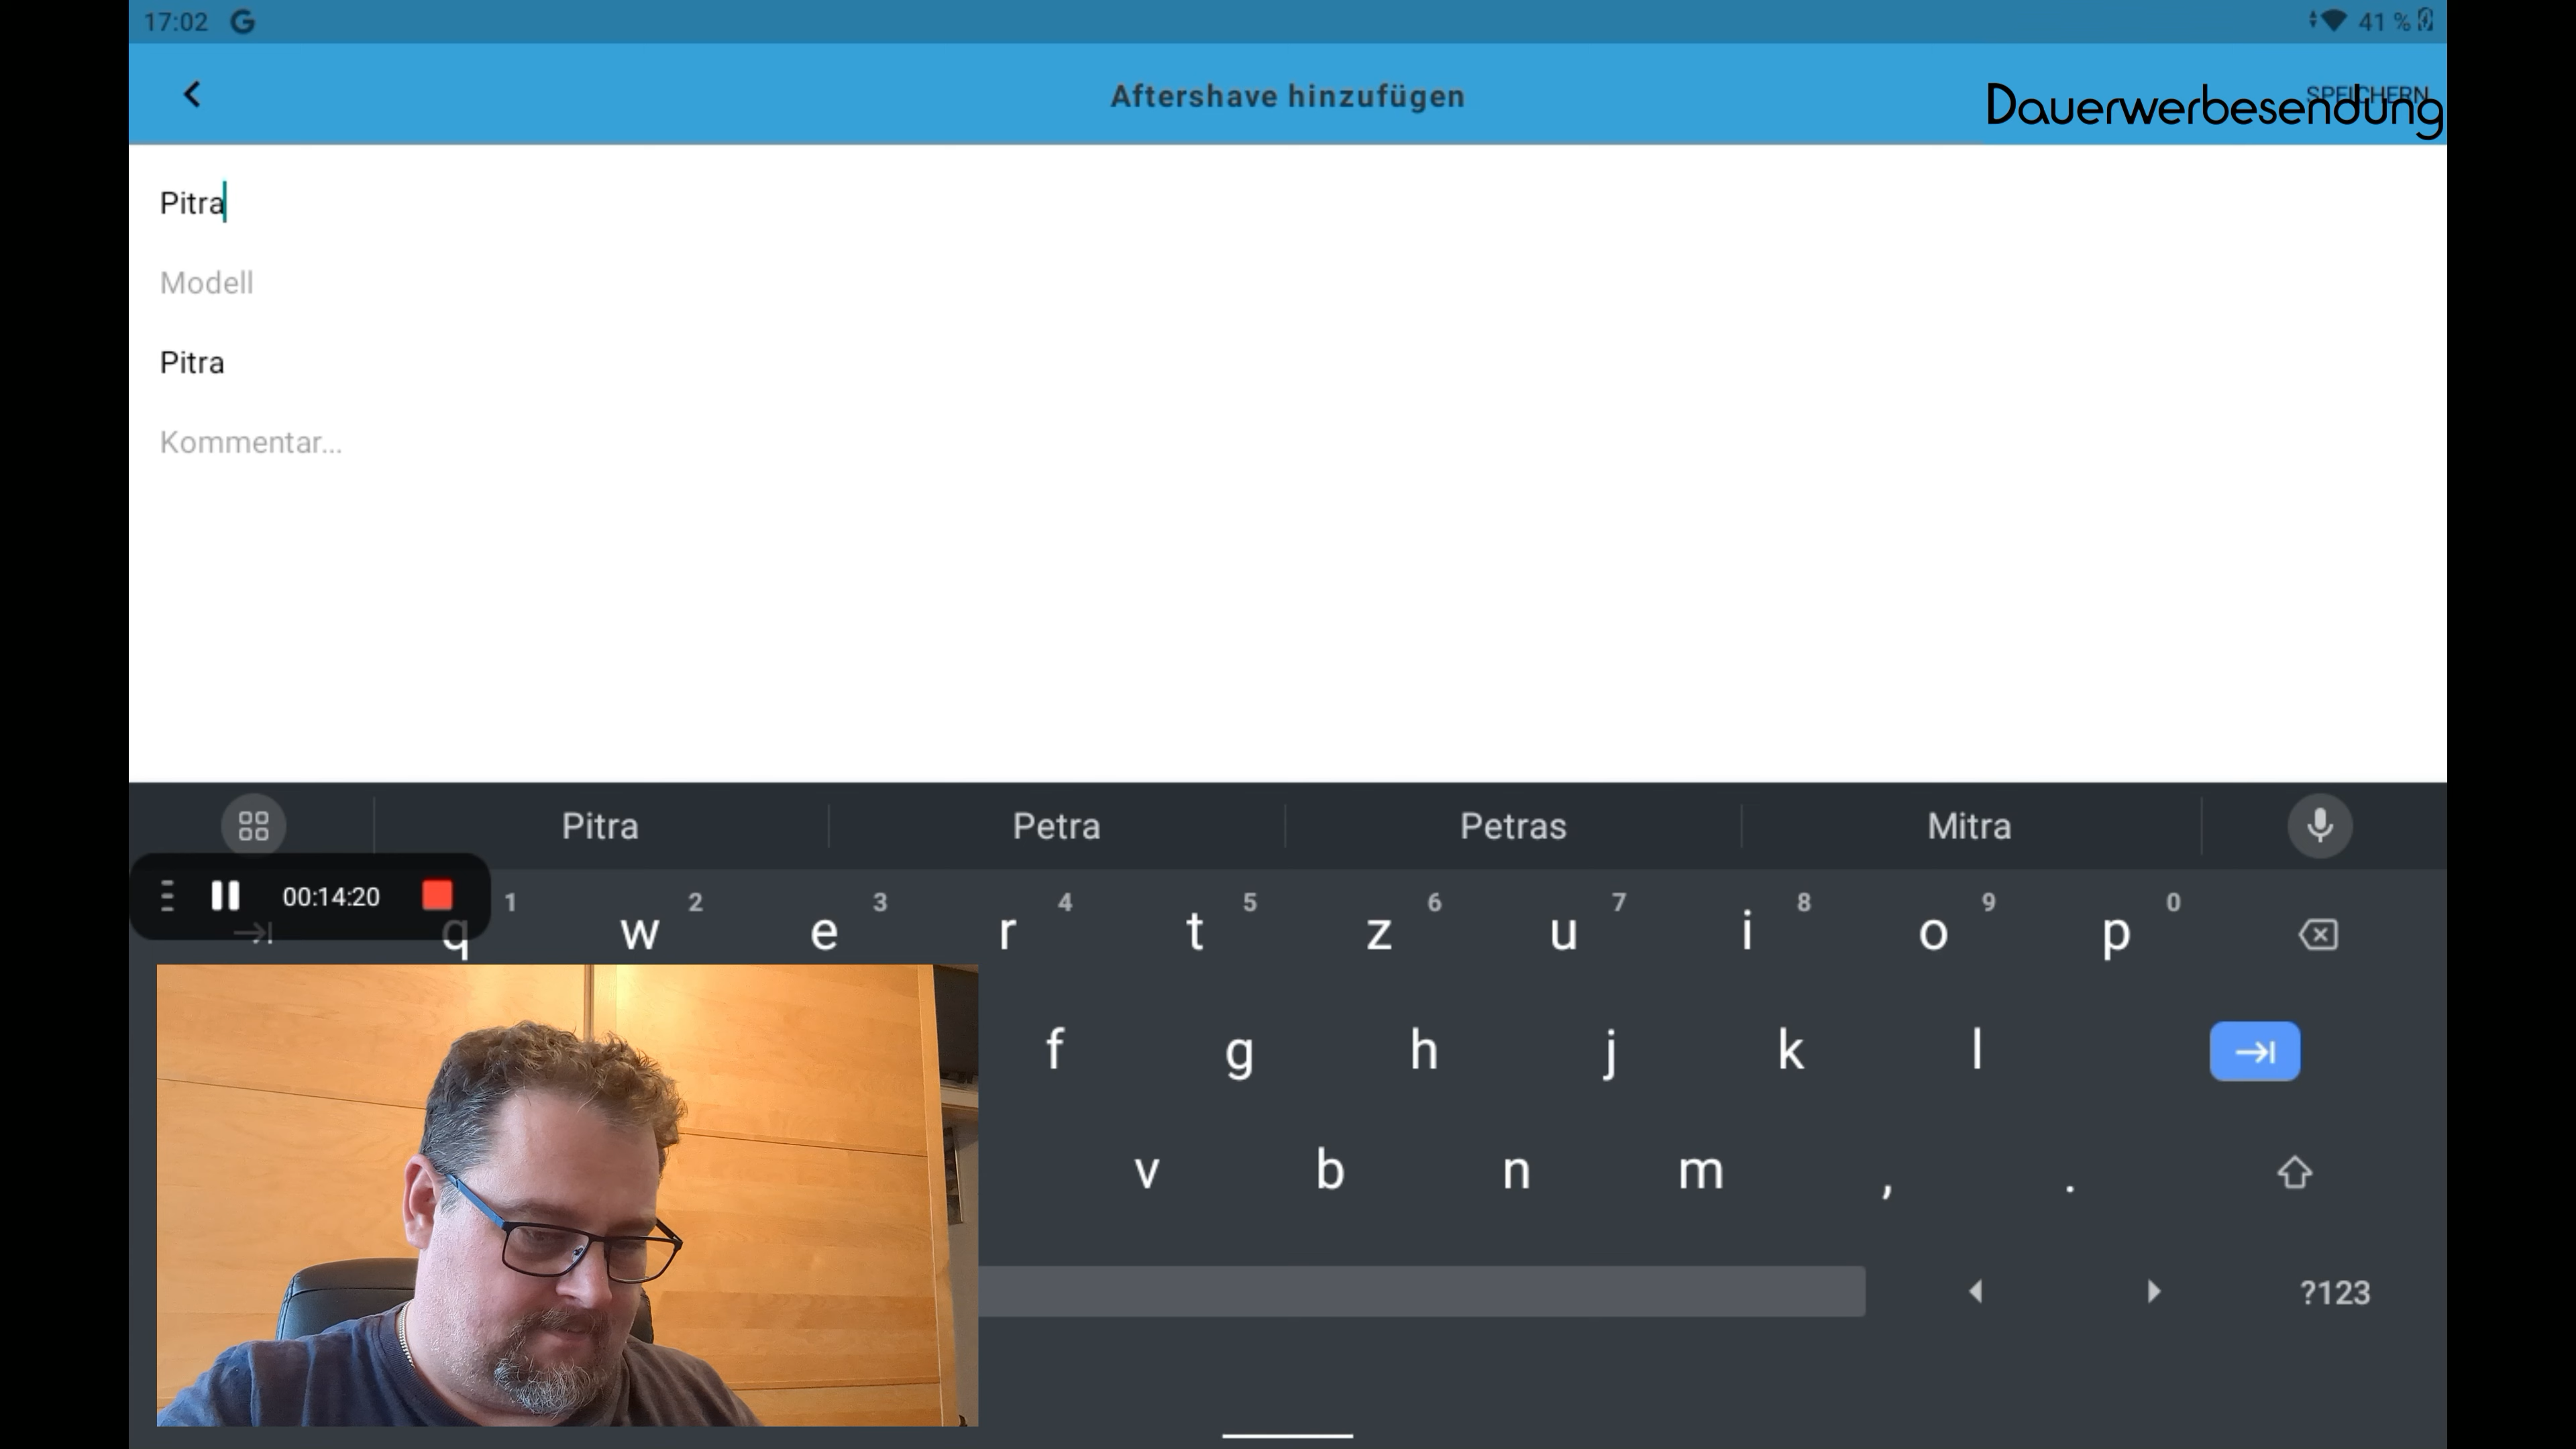 17:02 G 41 %
Aftershave hinzufügen
SPEICHERN
Dauerwerbesendung
Pitra
Modell
Pitra
Kommentar...
Pitra Petra Petras Mitra
00:14:20
1 2 3 4 5 6 7 8 9 0
q w e r t z u i o p
f g h j k l
v b n m , .
?123